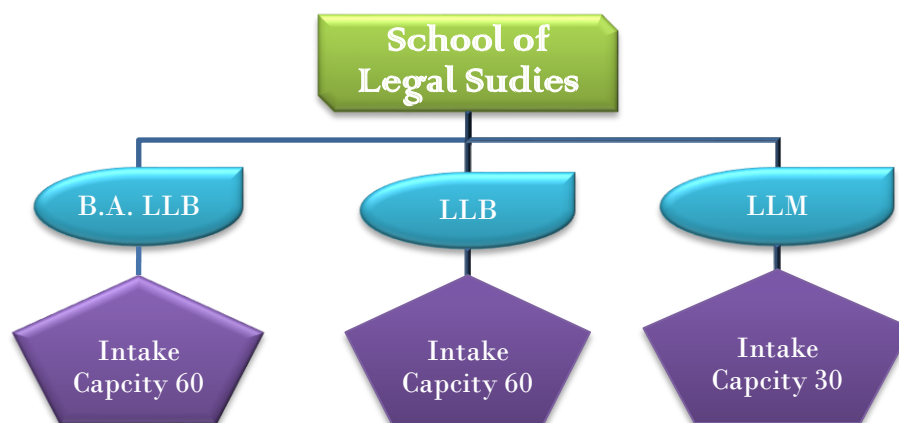 School of
Legal Sudies
B.A. LLB
LLB
LLM
Intake
Capcity 60
Intake
Capcity 60
Intake
Capcity 30